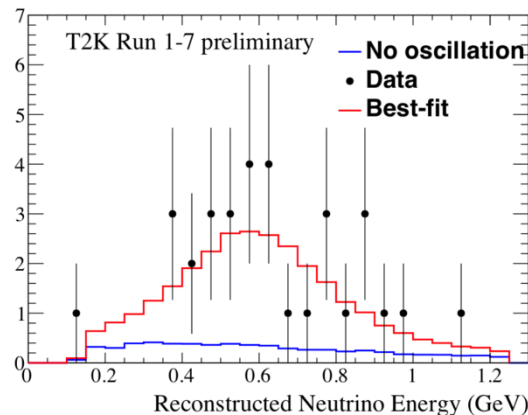 7
T2K Run 1-7 preliminary
No oscillation
6
Data
5
Best-fit
4
3
2
1
0
0 0.2 0.4 0.6 0.8 1 1.2
Reconstructed Neutrino Energy (GeV)